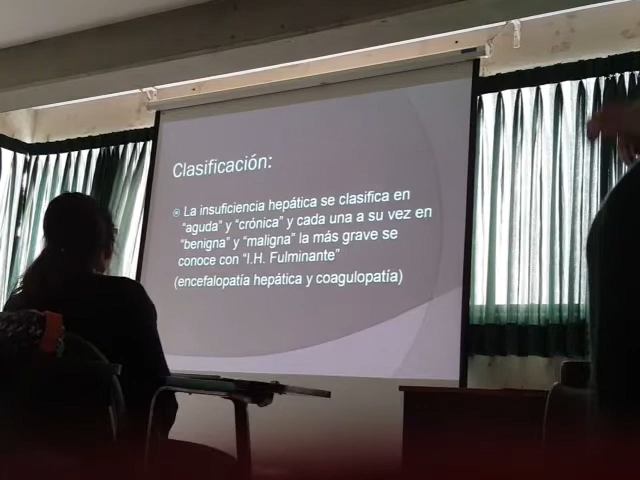 Clasificación:
La insuficiencia hepática se clasifica en
"aguda" y "crónica" y cada una a su vez en
"benigna" y "maligna" la más grave se
conoce con "I.H. Fulminante"
(encefalopatía hepática y coagulopatía)